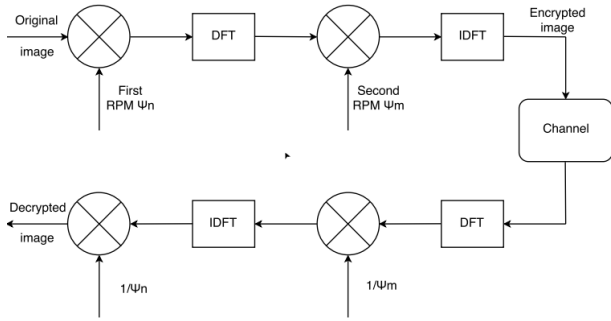 Original
image
DFT
IDFT
Encrypted
image
First
RPM Ψn
Second
RPM Ψm
Channel
Decrypted
image
IDFT
DFT
1/Ψn
1/Ψm